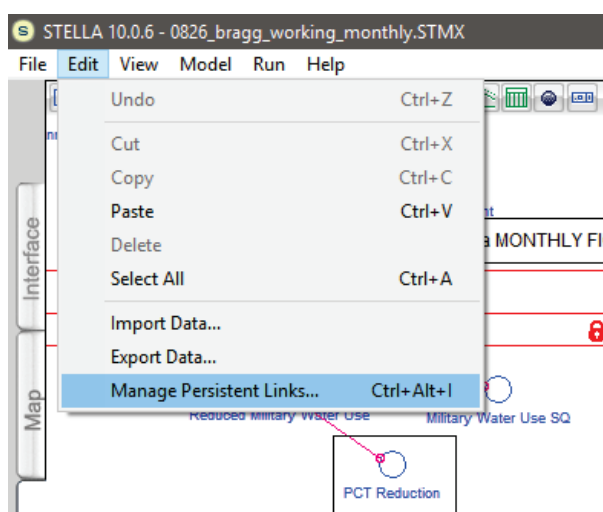 S STELLA 10.0.6 - 0826_bragg_working_monthly.STMX
File Edit View Model Run Help
Undo Ctrl+Z
Cut Ctrl+X
Copy Ctrl+C
Paste Ctrl+V
Delete
a MONTHLY FI
Select All Ctrl+A
Interface
Import Data...
Export Data...
Manage Persistent Links... Ctrl+Alt+I
Map
Reduced Military Water Use Military Water Use SQ
PCT Reduction